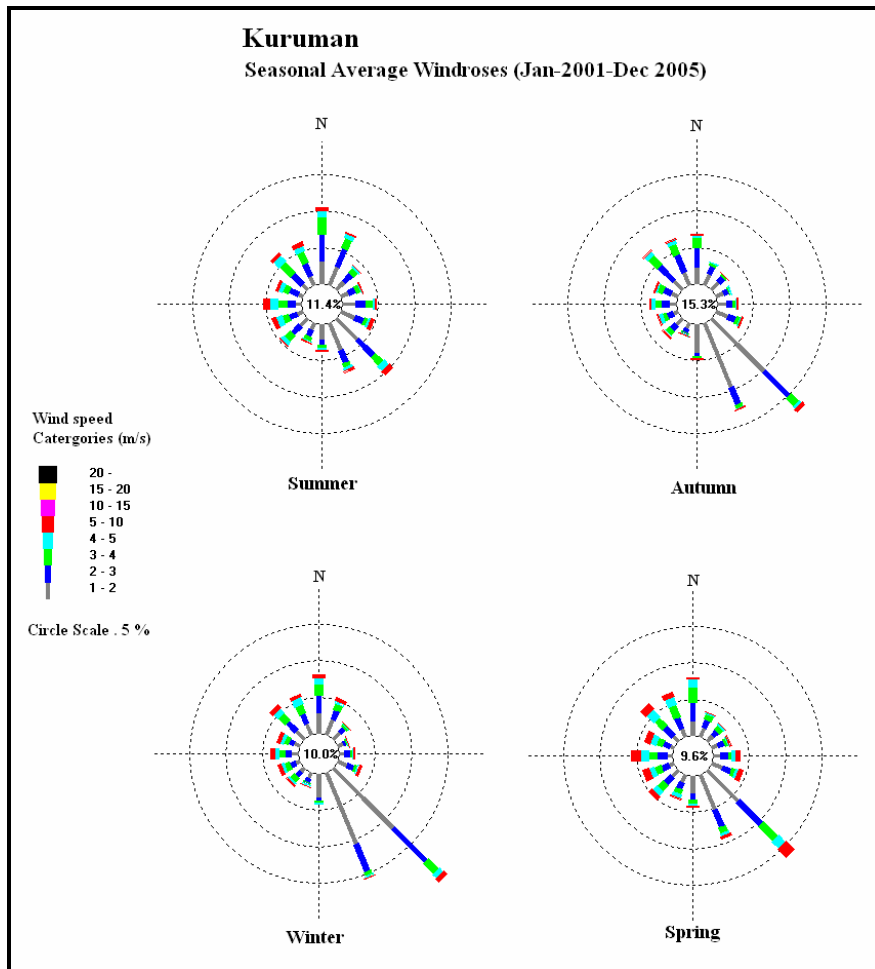 Kuruman
Seasonal Average Windroses (Jan-2001-Dec 2005)
N
N
11.4%
15.3%
Summer
Autumn
Wind speed
Catergories (m/s)
20 -
15 - 20
10 - 15
5 - 10
4 - 5
3 - 4
2 - 3
1 - 2
Circle Scale . 5 %
N
N
10.0%
9.6%
Winter
Spring